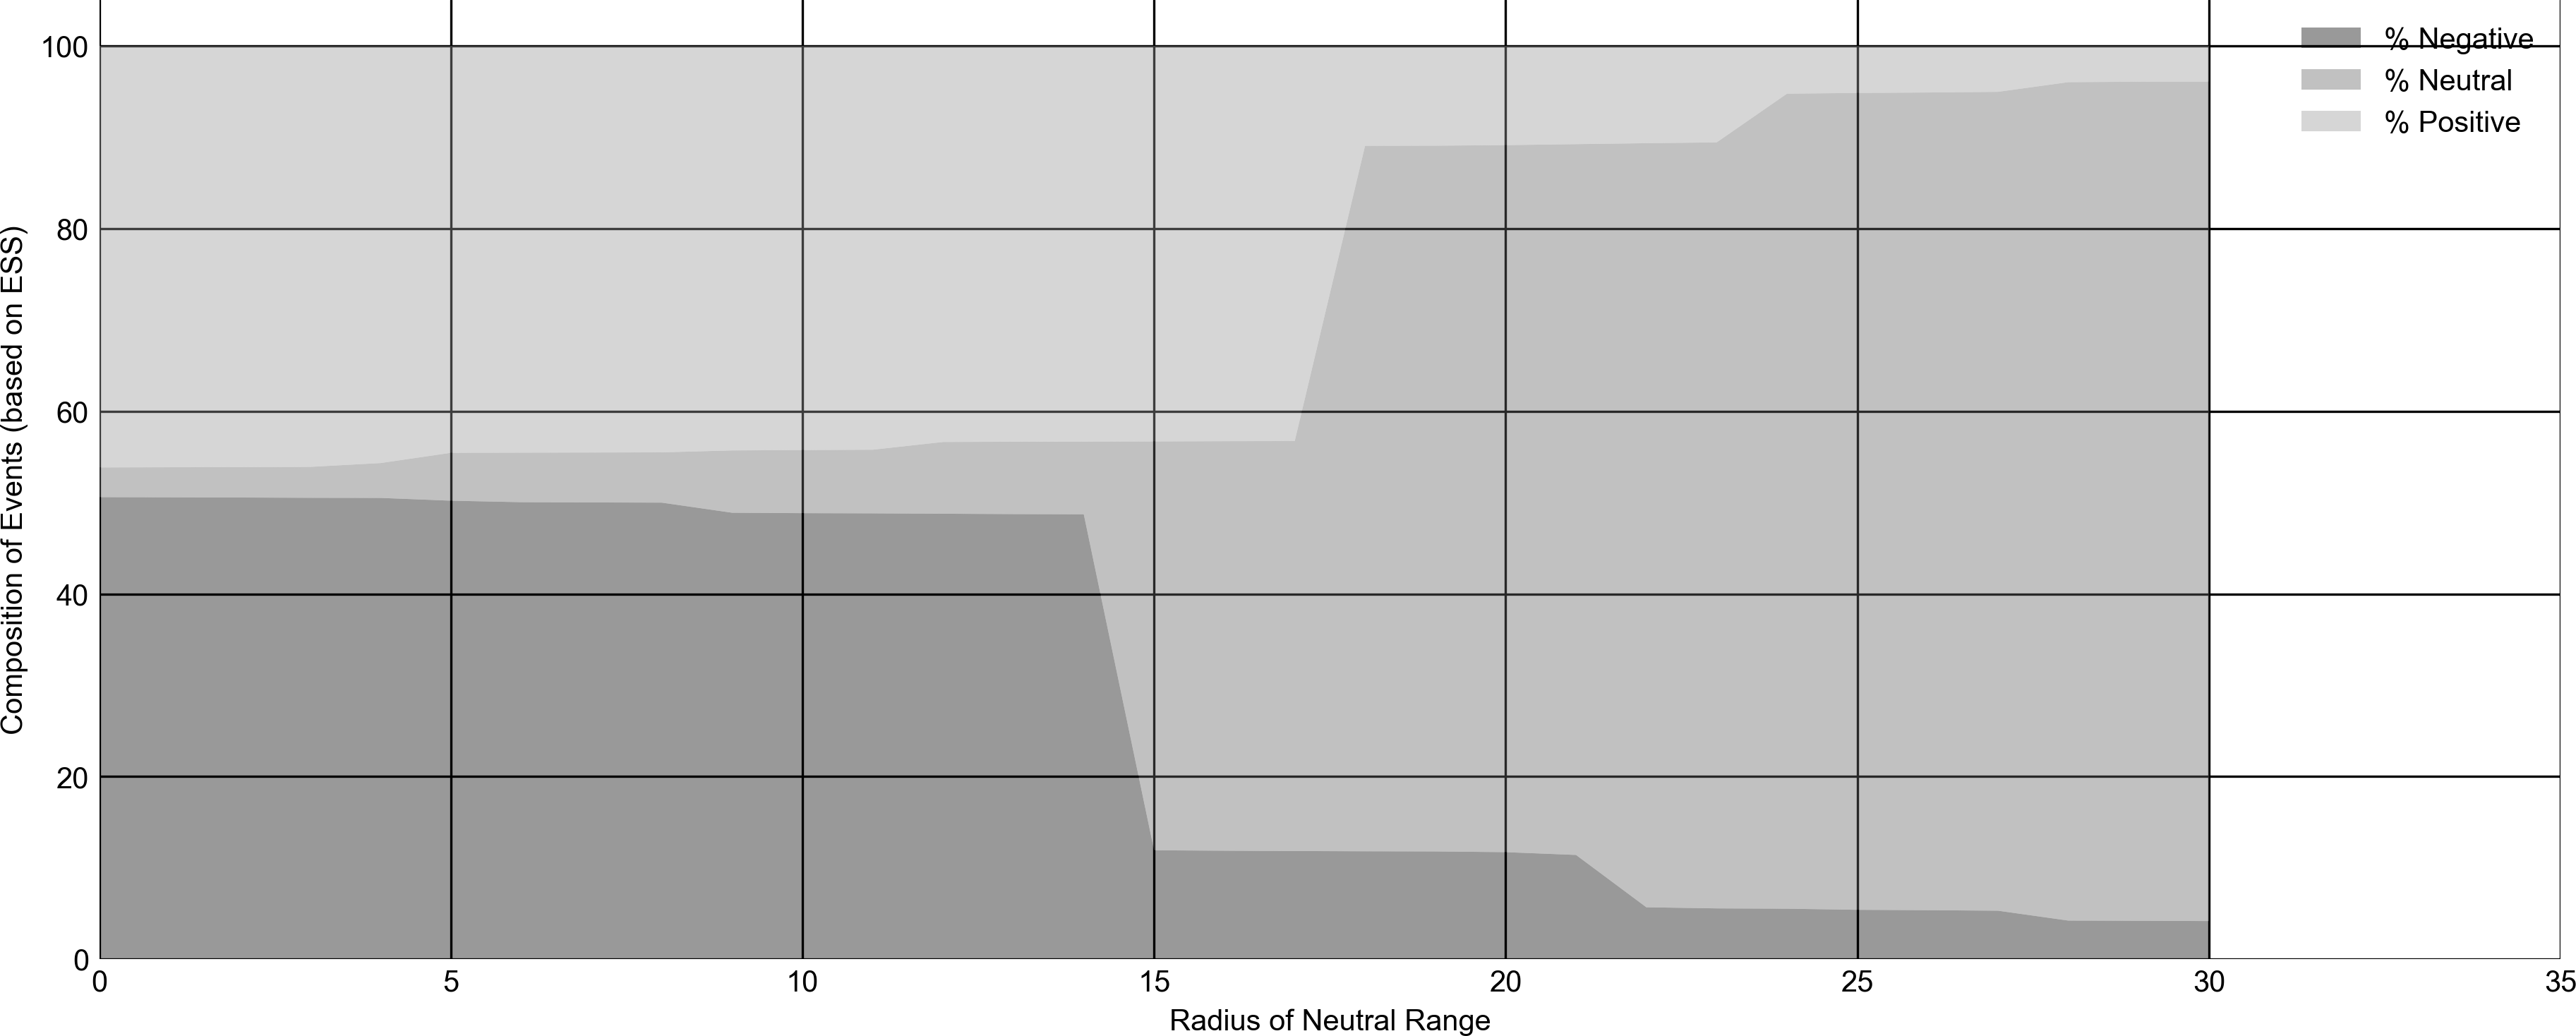 100
80
60
40
20
0
Composition of Events (based on ESS)
% Negative
% Neutral
% Positive
0 5 10 15 20 25 30 35
Radius of Neutral Range